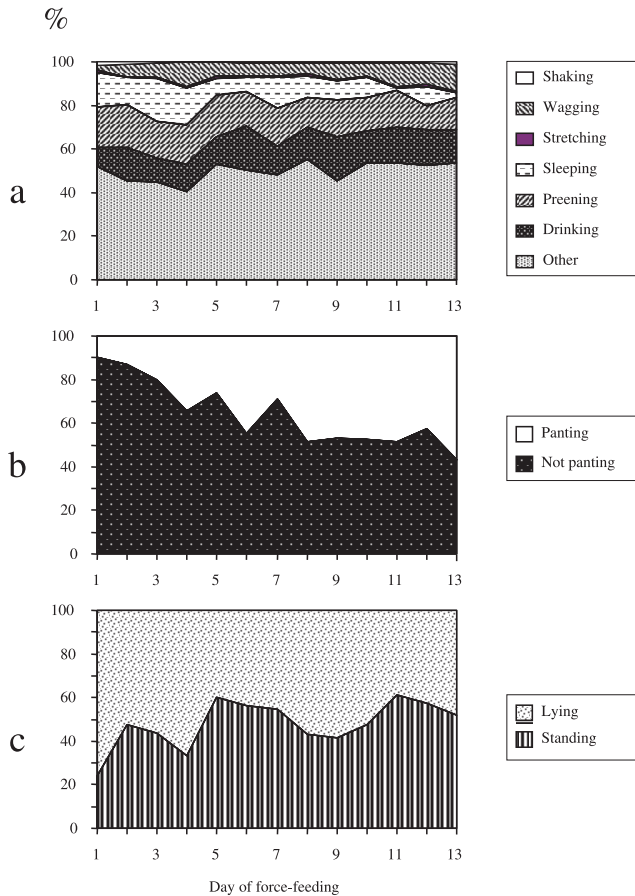 %
a
100
80
60
40
20
0
1 3 5 7 9 11 13
Shaking
Wagging
Stretching
Sleeping
Preening
Drinking
Other
b
100
80
60
40
20
0
1 3 5 7 9 11 13
Panting
Not panting
c
100
80
60
40
20
0
1 3 5 7 9 11 13
Lying
Standing
Day of force-feeding